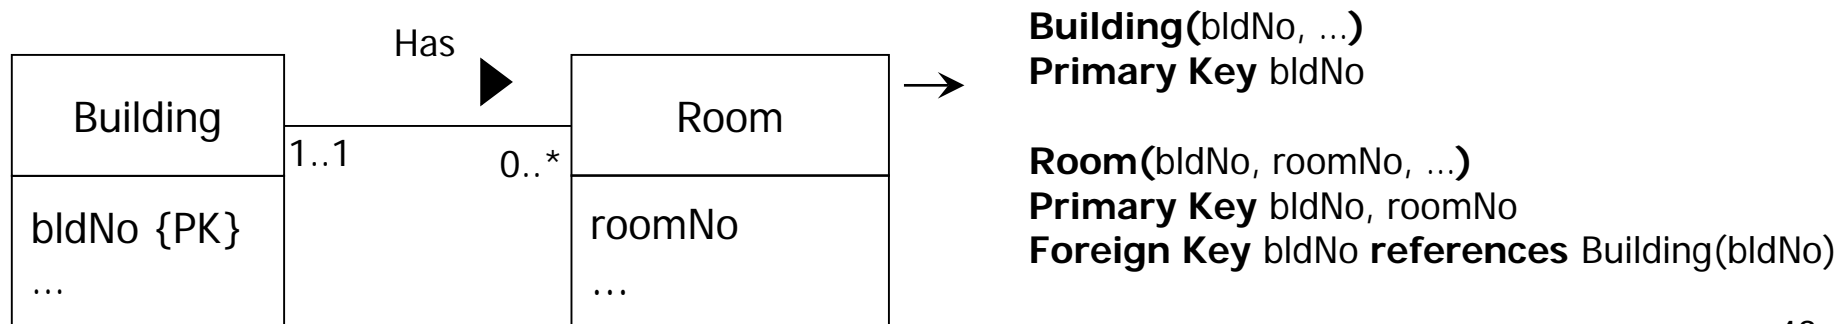 Has
Building
1..1
0..*
Room
bldNo {PK}
...
roomNo
...
Building(bldNo, ...)
Primary Key bldNo
Room(bldNo, roomNo, ...)
Primary Key bldNo, roomNo
Foreign Key bldNo references Building(bldNo)